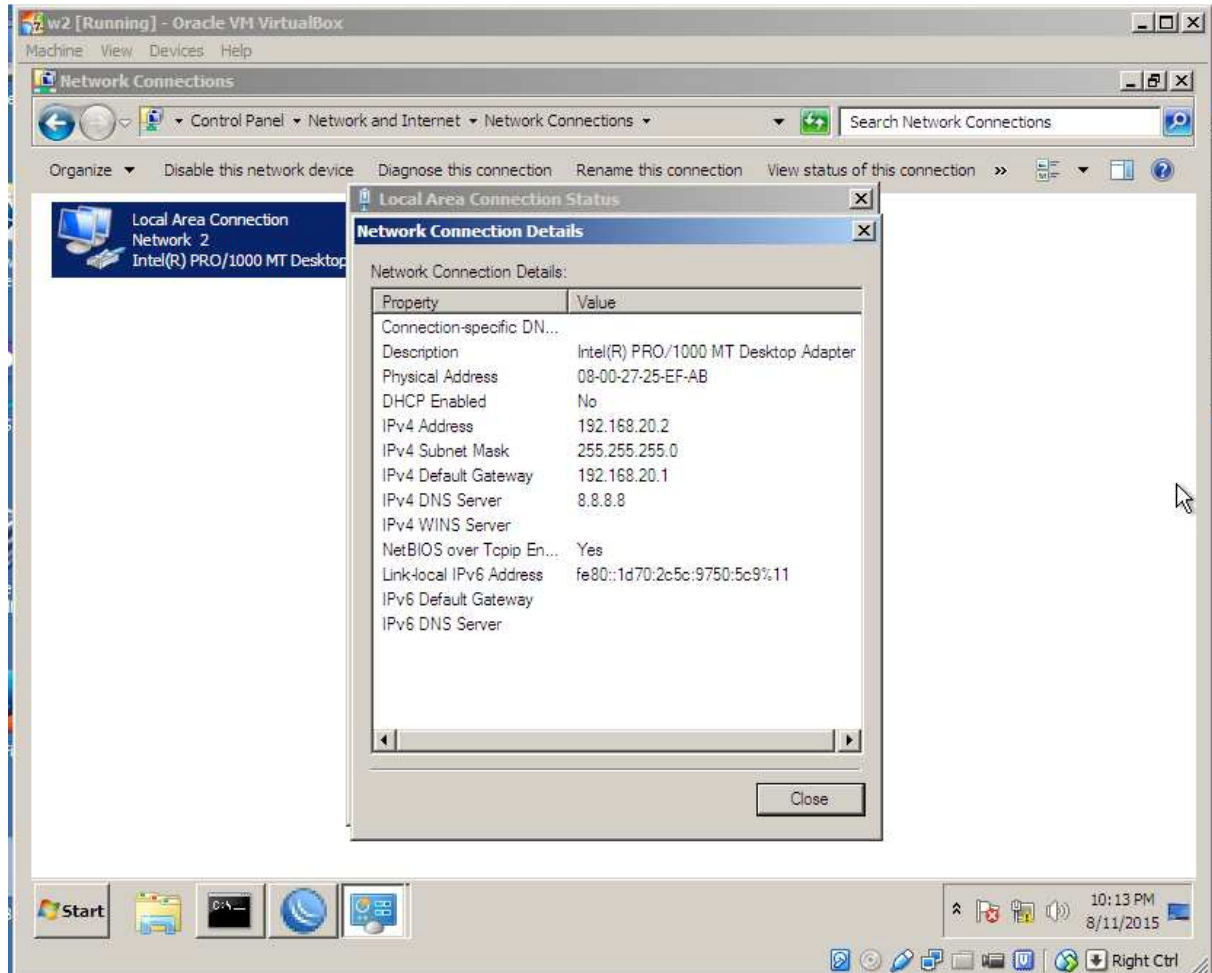 w2 [Running] - Oracle VM VirtualBox
Machine View Devices Help
Network Connections
Control Panel Network and Internet Network Connections
Search Network Connections
Organize Disable this network device Diagnose this connection Rename this connection View status of this connection »
Local Area Connection
Network 2
Intel(R) PRO/1000 MT Desktop
Local Area Connection Status
Network Connection Details
Network Connection Details:
Property Value
Connection-specific DN...
Description Intel(R) PRO/1000 MT Desktop Adapter
Physical Address 08-00-27-25-EF-AB
DHCP Enabled No
IPv4 Address 192.168.20.2
IPv4 Subnet Mask 255.255.255.0
IPv4 Default Gateway 192.168.20.1
IPv4 DNS Server 8.8.8.8
IPv4 WINS Server
NetBIOS over Tcpip En... Yes
Link-local IPv6 Address fe80::1d70:2c5c:9750:5c9%11
IPv6 Default Gateway
IPv6 DNS Server
Close
Start
C:\
10:13 PM
8/11/2015
Right Ctrl